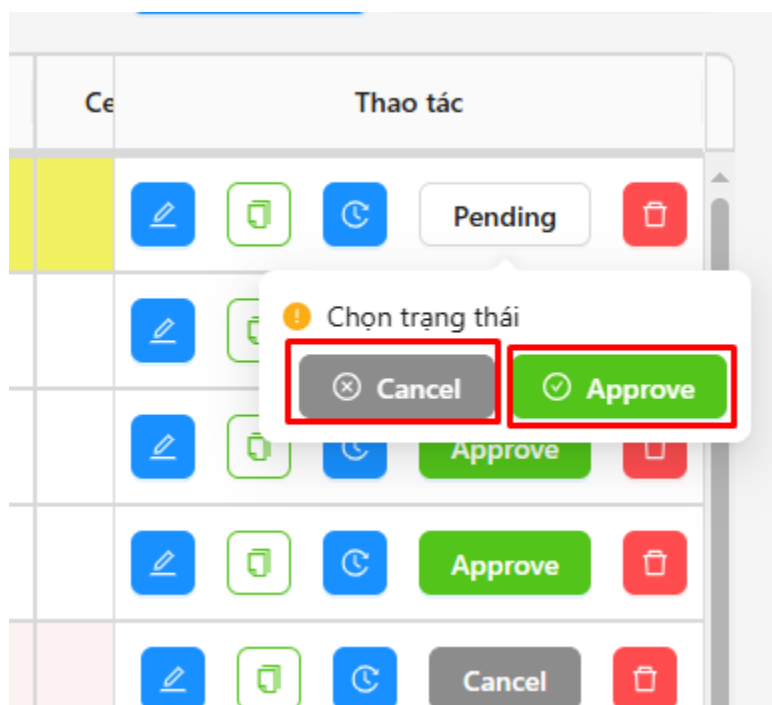 Ce Thao tác
Pending
Chọn trạng thái
Cancel Approve
Approve
Approve
Cancel